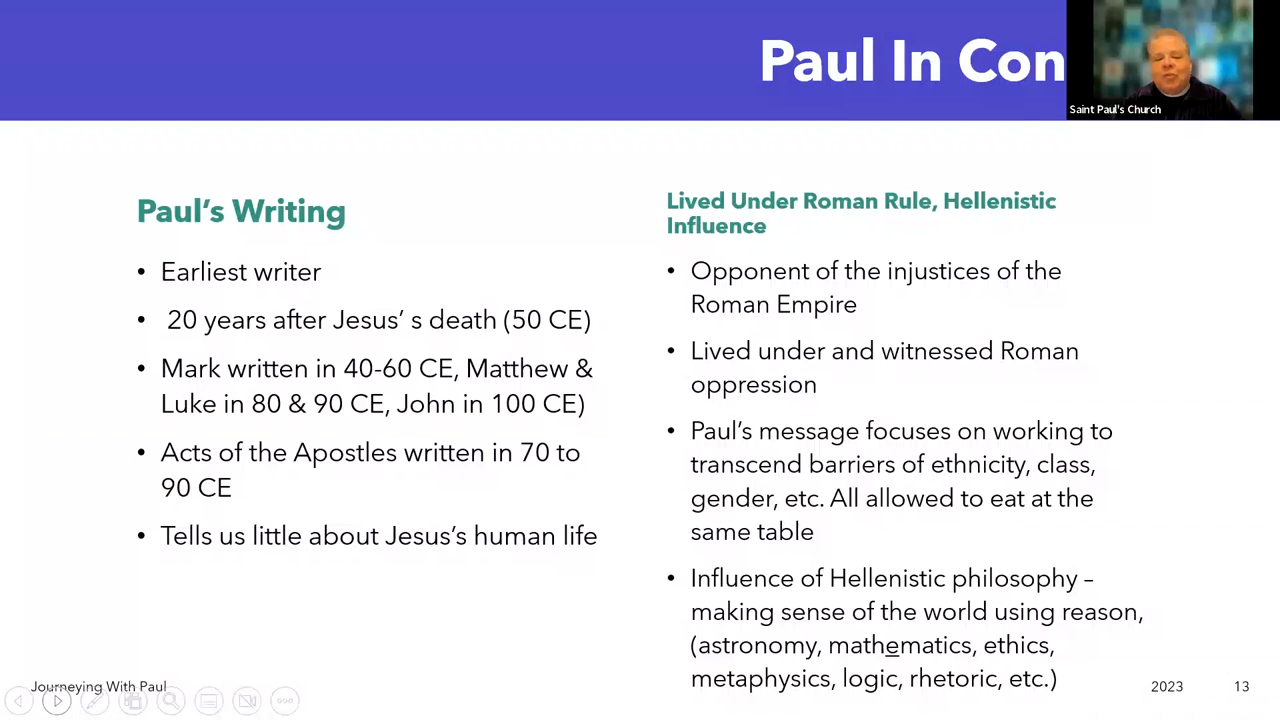 Paul In Con
Saint Paul's Church
Paul's Writing
• Earliest writer
• 20 years after Jesus' s death (50 CE)
• Mark written in 40-60 CE, Matthew &
Luke in 80 & 90 CE, John in 100 CE)
• Acts of the Apostles written in 70 to
90 CE
• Tells us little about Jesus's human life
Lived Under Roman Rule, Hellenistic
Influence
• Opponent of the injustices of the
Roman Empire
• Lived under and witnessed Roman
oppression
• Paul's message focuses on working to
transcend barriers of ethnicity, class,
gender, etc. All allowed to eat at the
same table
• Influence of Hellenistic philosophy –
making sense of the world using reason,
(astronomy, mathematics, ethics,
metaphysics, logic, rhetoric, etc.)
Journeying With Paul
2023
13